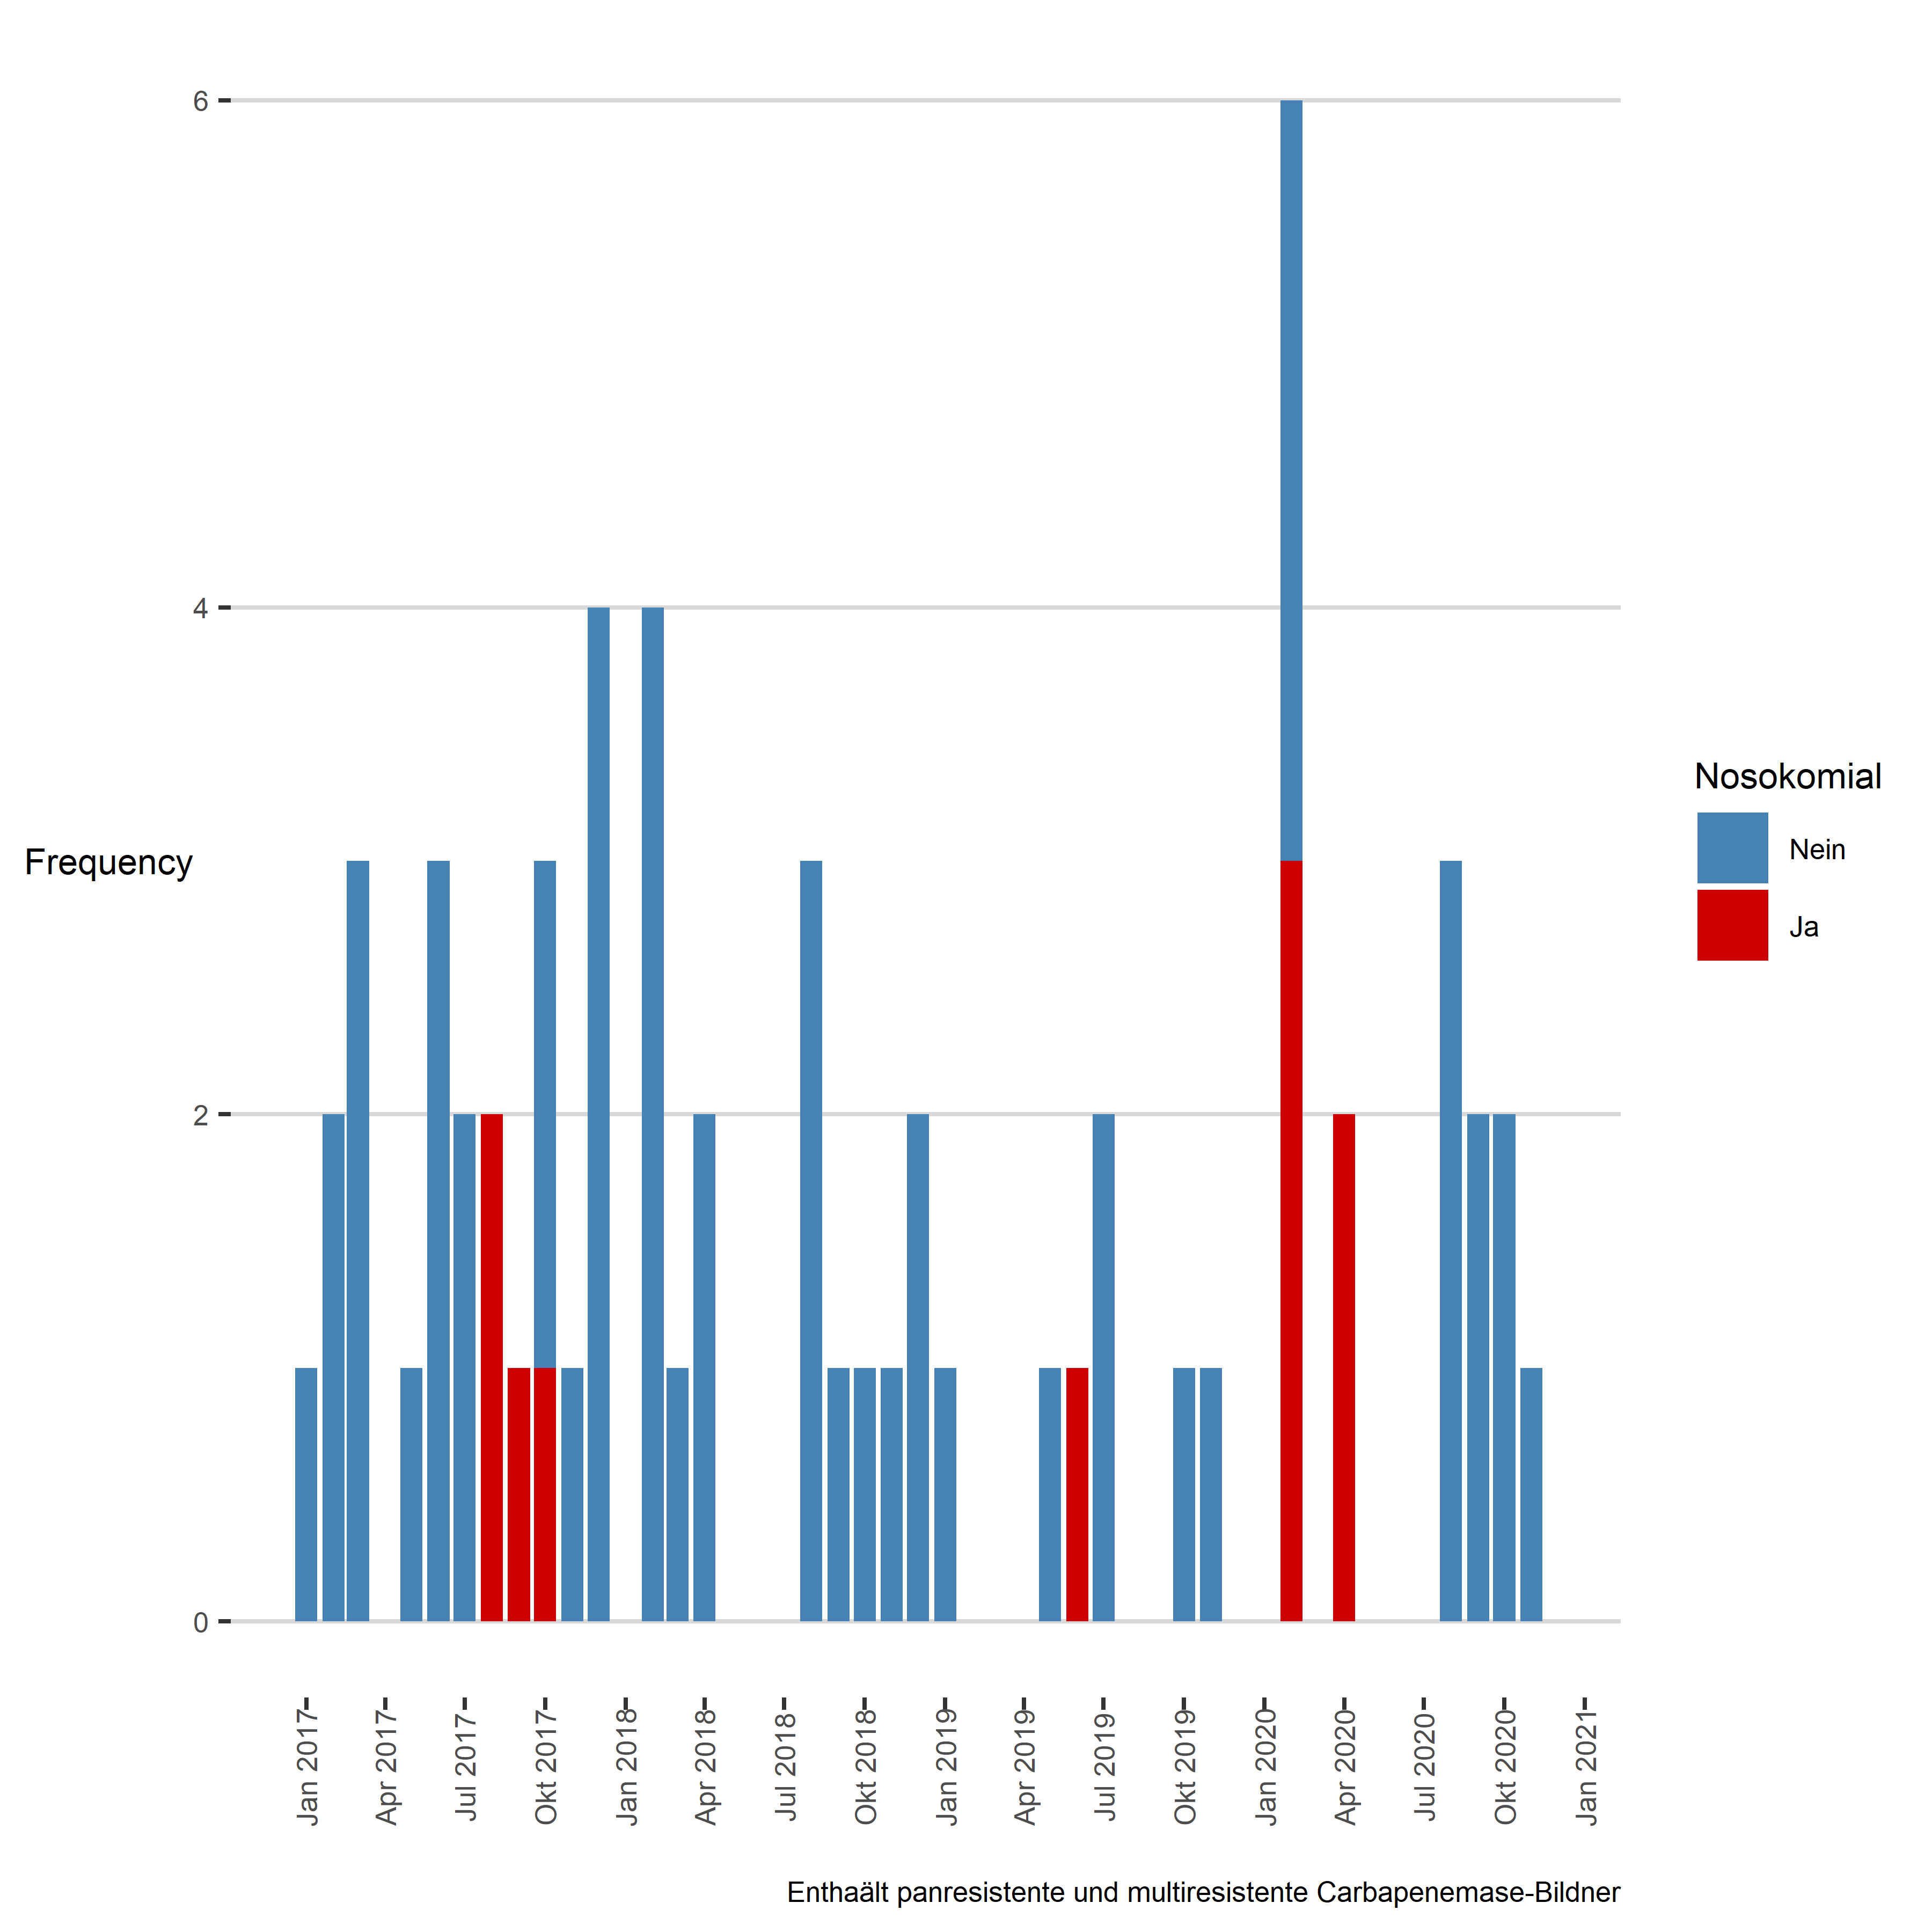 6
4
2
0
Frequency
Nosokomial
Nein
Ja
Jan 2017
Apr 2017
Jul 2017
Okt 2017
Jan 2018
Apr 2018
Jul 2018
Okt 2018
Jan 2019
Apr 2019
Jul 2019
Okt 2019
Jan 2020
Apr 2020
Jul 2020
Okt 2020
Jan 2021
Enthaält panresistente und multiresistente Carbapenemase-Bildner